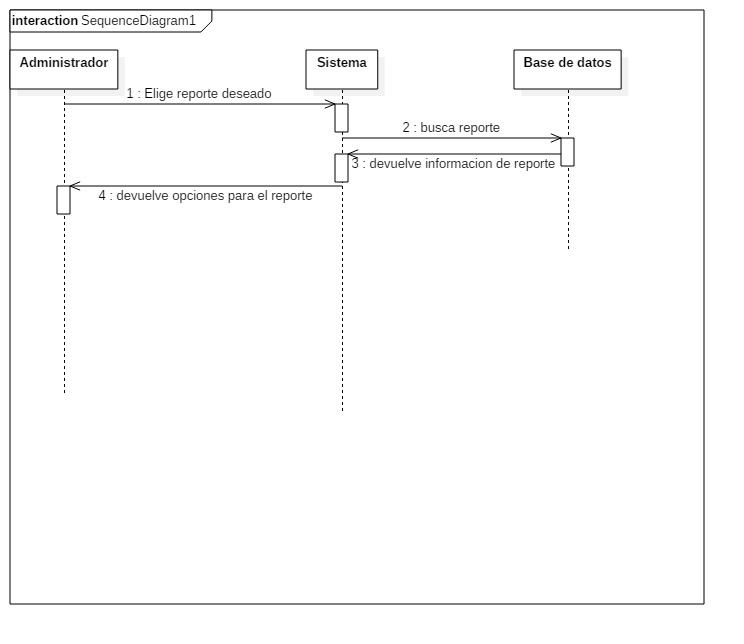 interaction SequenceDiagram1
Administrador
Sistema
Base de datos
1 : Elige reporte deseado
2 : busca reporte
3 : devuelve informacion de reporte
4 : devuelve opciones para el reporte